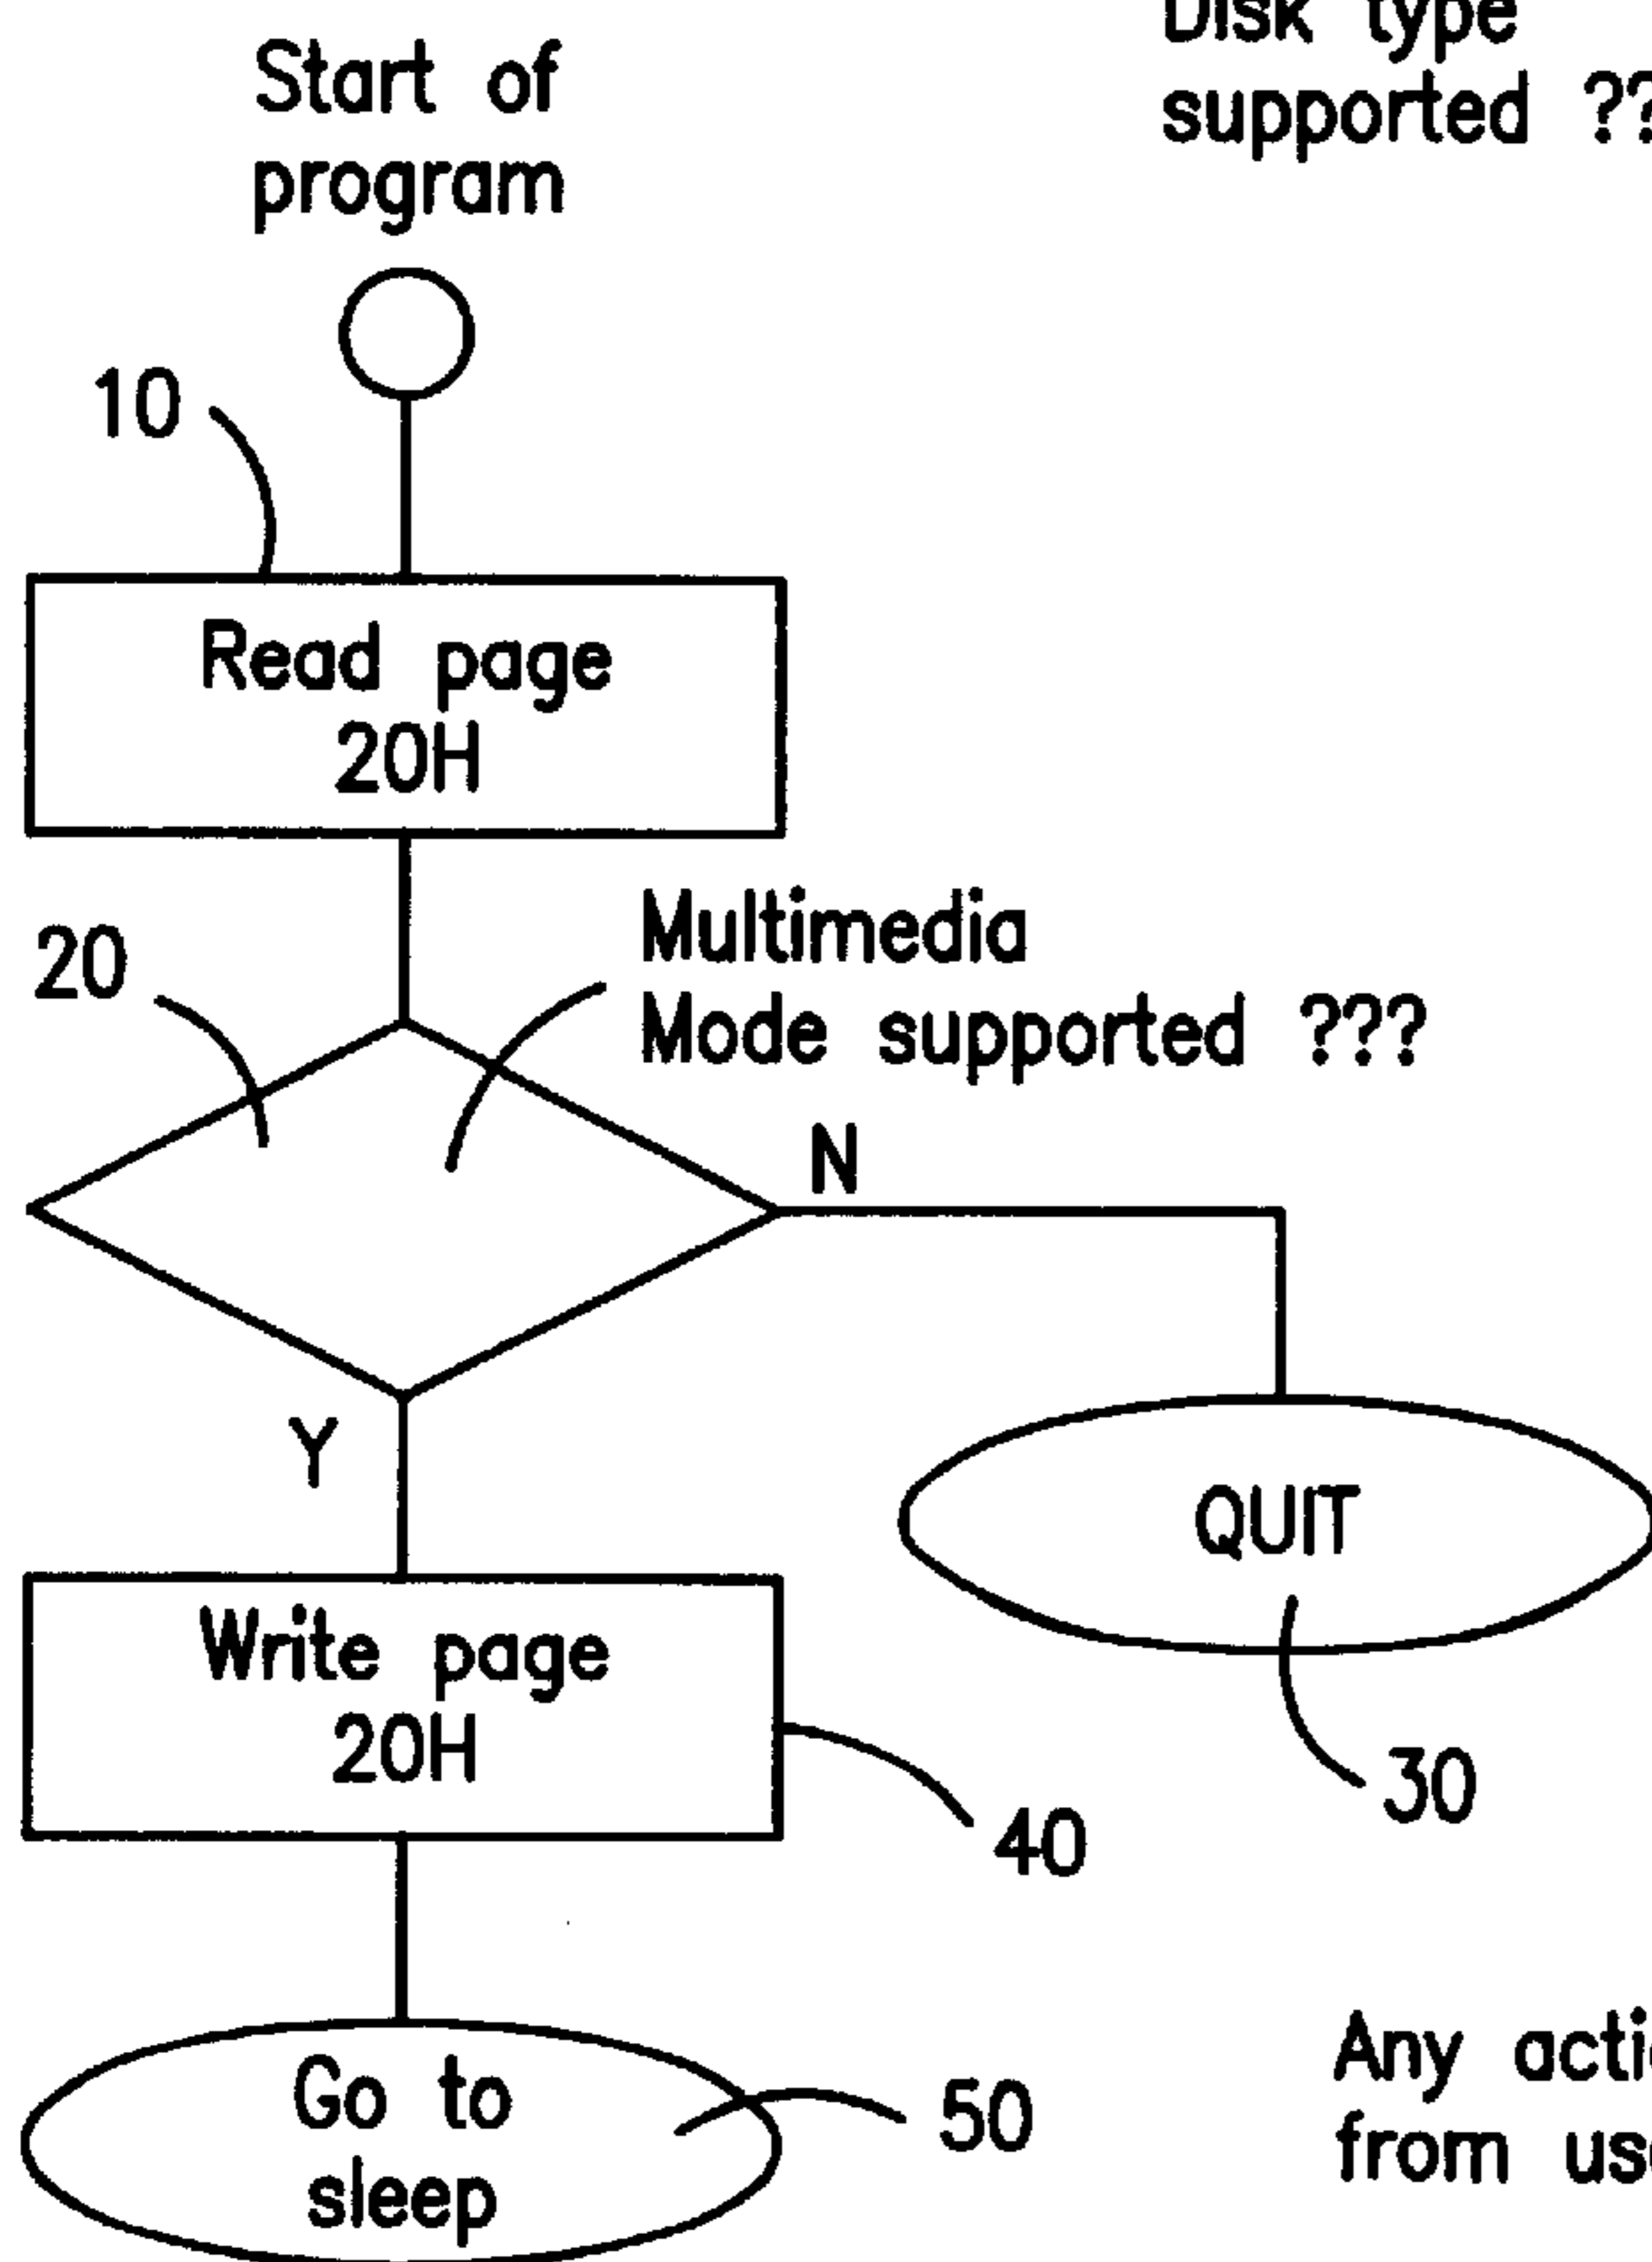 Disk type
supported ??
Start of
program
10
Read page
20H
20
Multimedia
Mode supported ???
N
Y
QUIT
Write page
20H
30
40
Go to
sleep
50
Any
from